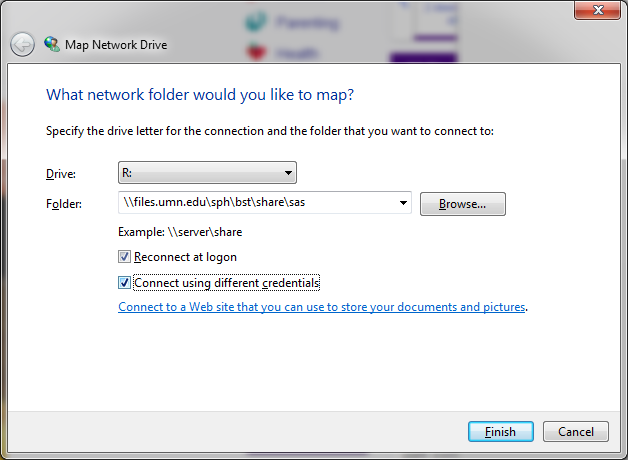 Parenting
Health
Map Network Drive
What network folder would you like to map?
Specify the drive letter for the connection and the folder that you want to connect to:
Drive: R:
Folder: \\files.umn.edu\sph\bst\share\sas Browse...
Example: \\server\share
Reconnect at logon
Connect using different credentials
Connect to a Web site that you can use to store your documents and pictures.
Finish Cancel